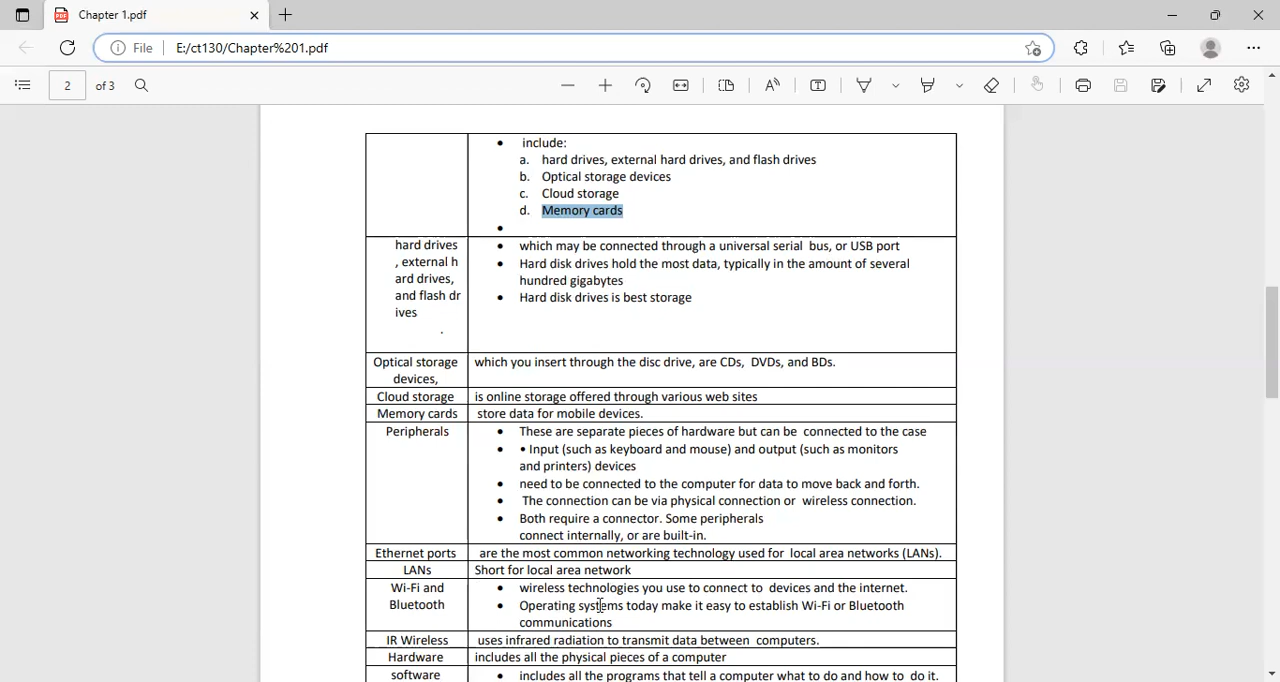 Chapter 1.pdf
File
E:/ct130/Chapter%201.pdf
2
of 3
• include:
a. hard drives, external hard drives, and flash drives
b. Optical storage devices
c. Cloud storage
d. Memory cards
•
hard drives
, external h
ard drives,
and flash dr
ives
.
• which may be connected through a universal serial bus, or USB port
• Hard disk drives hold the most data, typically in the amount of several
hundred gigabytes
• Hard disk drives is best storage
Optical storage
devices,
which you insert through the disc drive, are CDs, DVDs, and BDs.
Cloud storage
is online storage offered through various web sites
Memory cards
store data for mobile devices.
Peripherals
• These are separate pieces of hardware but can be connected to the case
• • Input (such as keyboard and mouse) and output (such as monitors
and printers) devices
• need to be connected to the computer for data to move back and forth.
• The connection can be via physical connection or wireless connection.
• Both require a connector. Some peripherals
connect internally, or are built-in.
Ethernet ports
are the most common networking technology used for local area networks (LANs).
LANs
Short for local area network
Wi-Fi and
Bluetooth
• wireless technologies you use to connect to devices and the internet.
• Operating systems today make it easy to establish Wi-Fi or Bluetooth
communications
IR Wireless
uses infrared radiation to transmit data between computers.
Hardware
includes all the physical pieces of a computer
software
• includes all the programs that tell a computer what to do and how to do it.